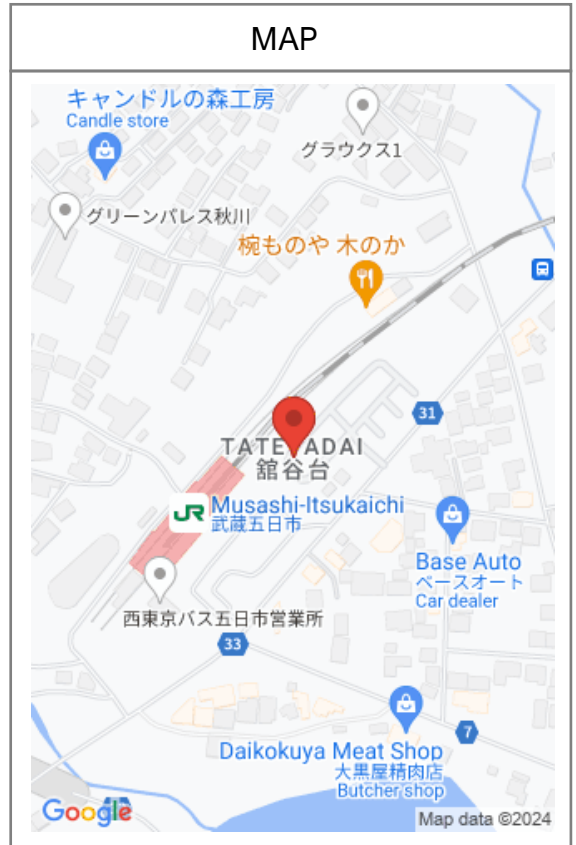 MAP
キャンドルの森工房
Candle store
グラウクス1
グリーンパレス秋川
椀ものや 木のか
31
TATEYADAI
舘谷台
JR
Musashi-Itsukaichi
武蔵五日市
Base Auto
ベースオート
Car dealer
西東京バス五日市営業所
33
7
Daikokuya Meat Shop
大黒屋精肉店
Butcher shop
Google
Map data ©2024